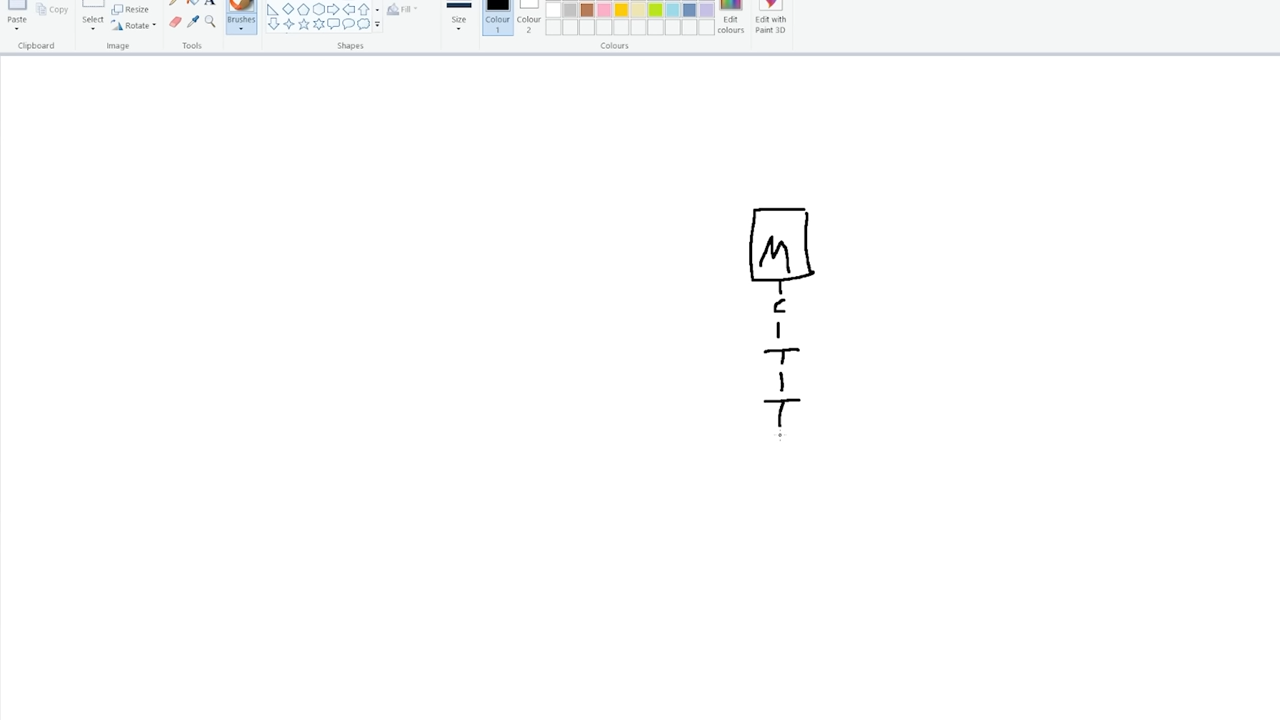 Paste
Copy
Select
Resize
Rotate
A
Brushes
Fill
Size
Colour
1
Colour
2
Edit
colours
Edit with
Paint 3D
Clipboard
Image
Tools
Shapes
Colours
M